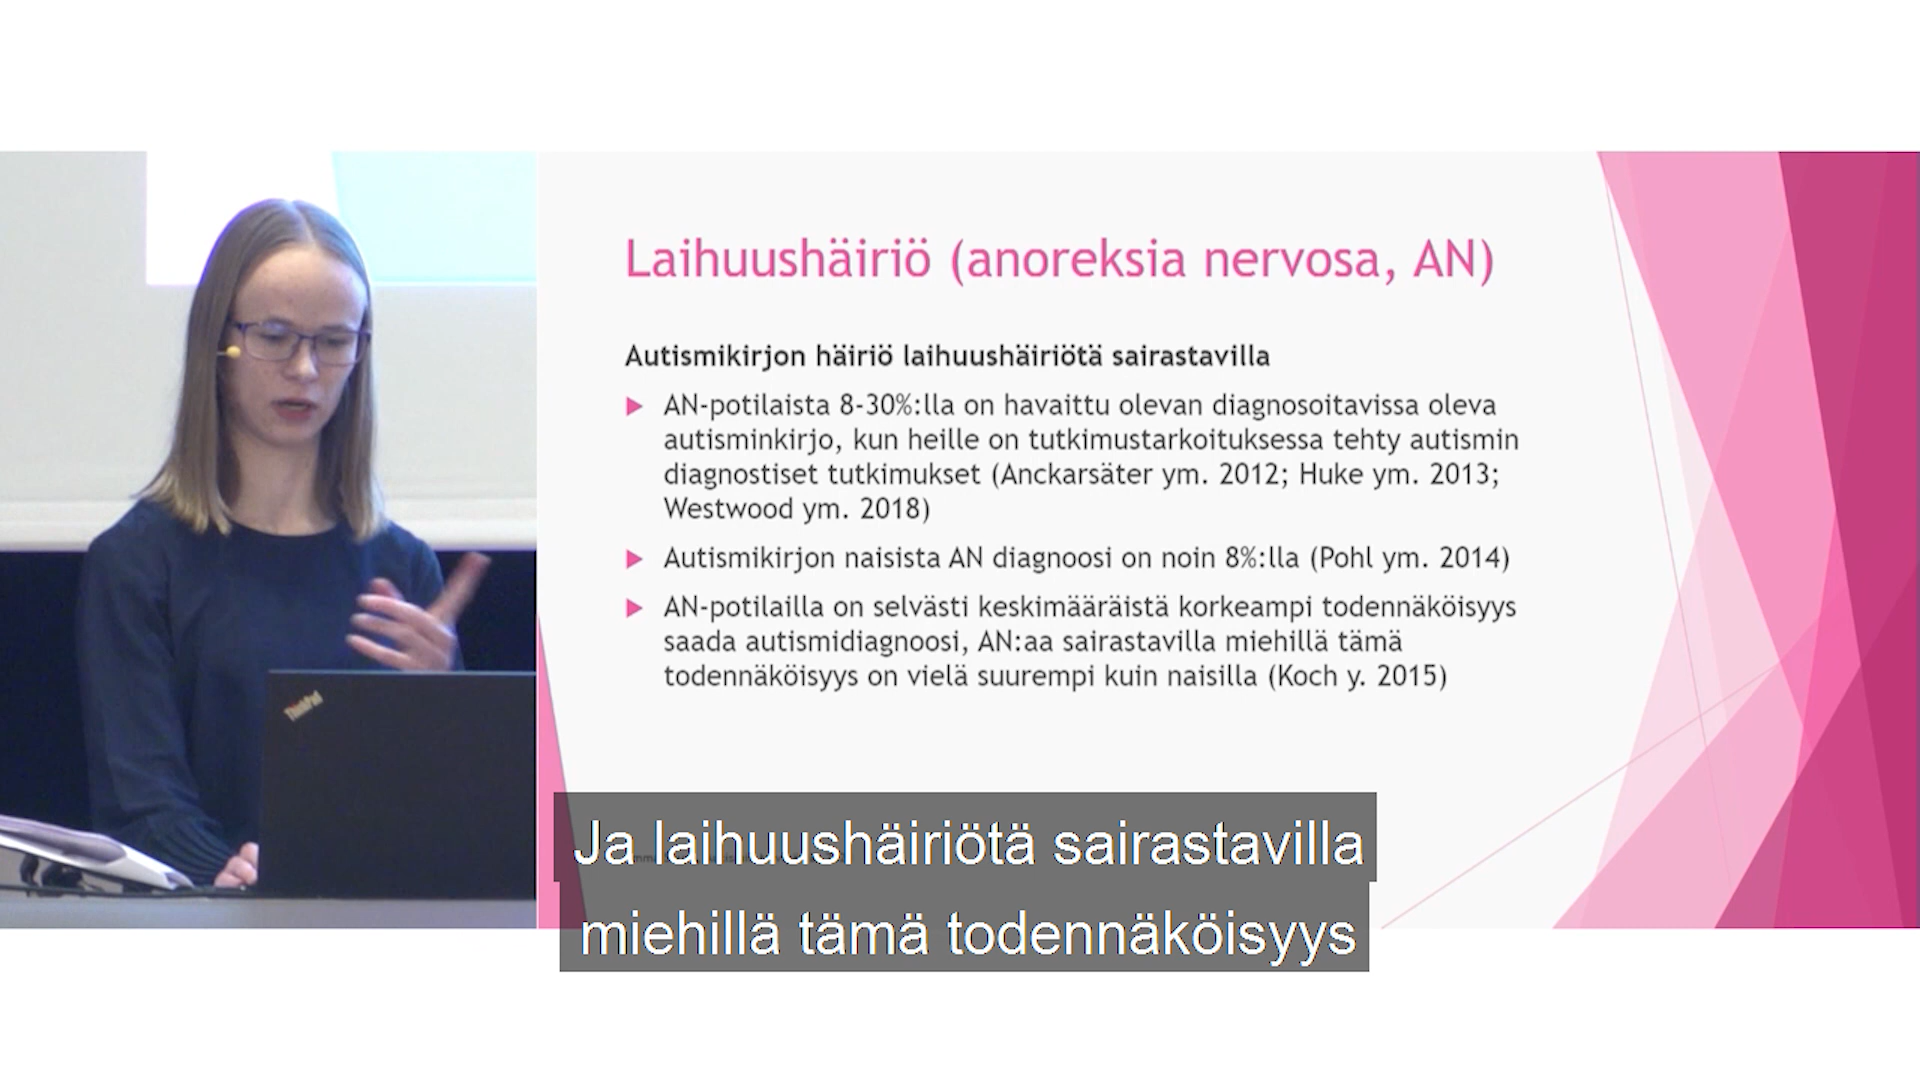 Laihuushäiriö (anoreksia nervosa, AN)
Autismikirjon häiriö laihuushäiriötä sairastavilla
AN-potilaista 8-30%:lla on havaittu olevan diagnosoitavissa oleva
autisminkirjo, kun heille on tutkimustarkoituksessa tehty autismin
diagnostiset tutkimukset (Anckarsäter ym. 2012; Huke ym. 2013;
Westwood ym. 2018)
Autismikirjon naisista AN diagnoosi on noin 8%:lla (Pohl ym. 2014)
AN-potilailla on selvästi keskimääräistä korkeampi todennäköisyys
saada autismidiagnoosi, AN:aa sairastavilla miehillä tämä
todennäköisyys on vielä suurempi kuin naisilla (Koch y. 2015)
ThinkPad
Ja laihuushäiriötä sairastavilla
miehillä tämä todennäköisyys